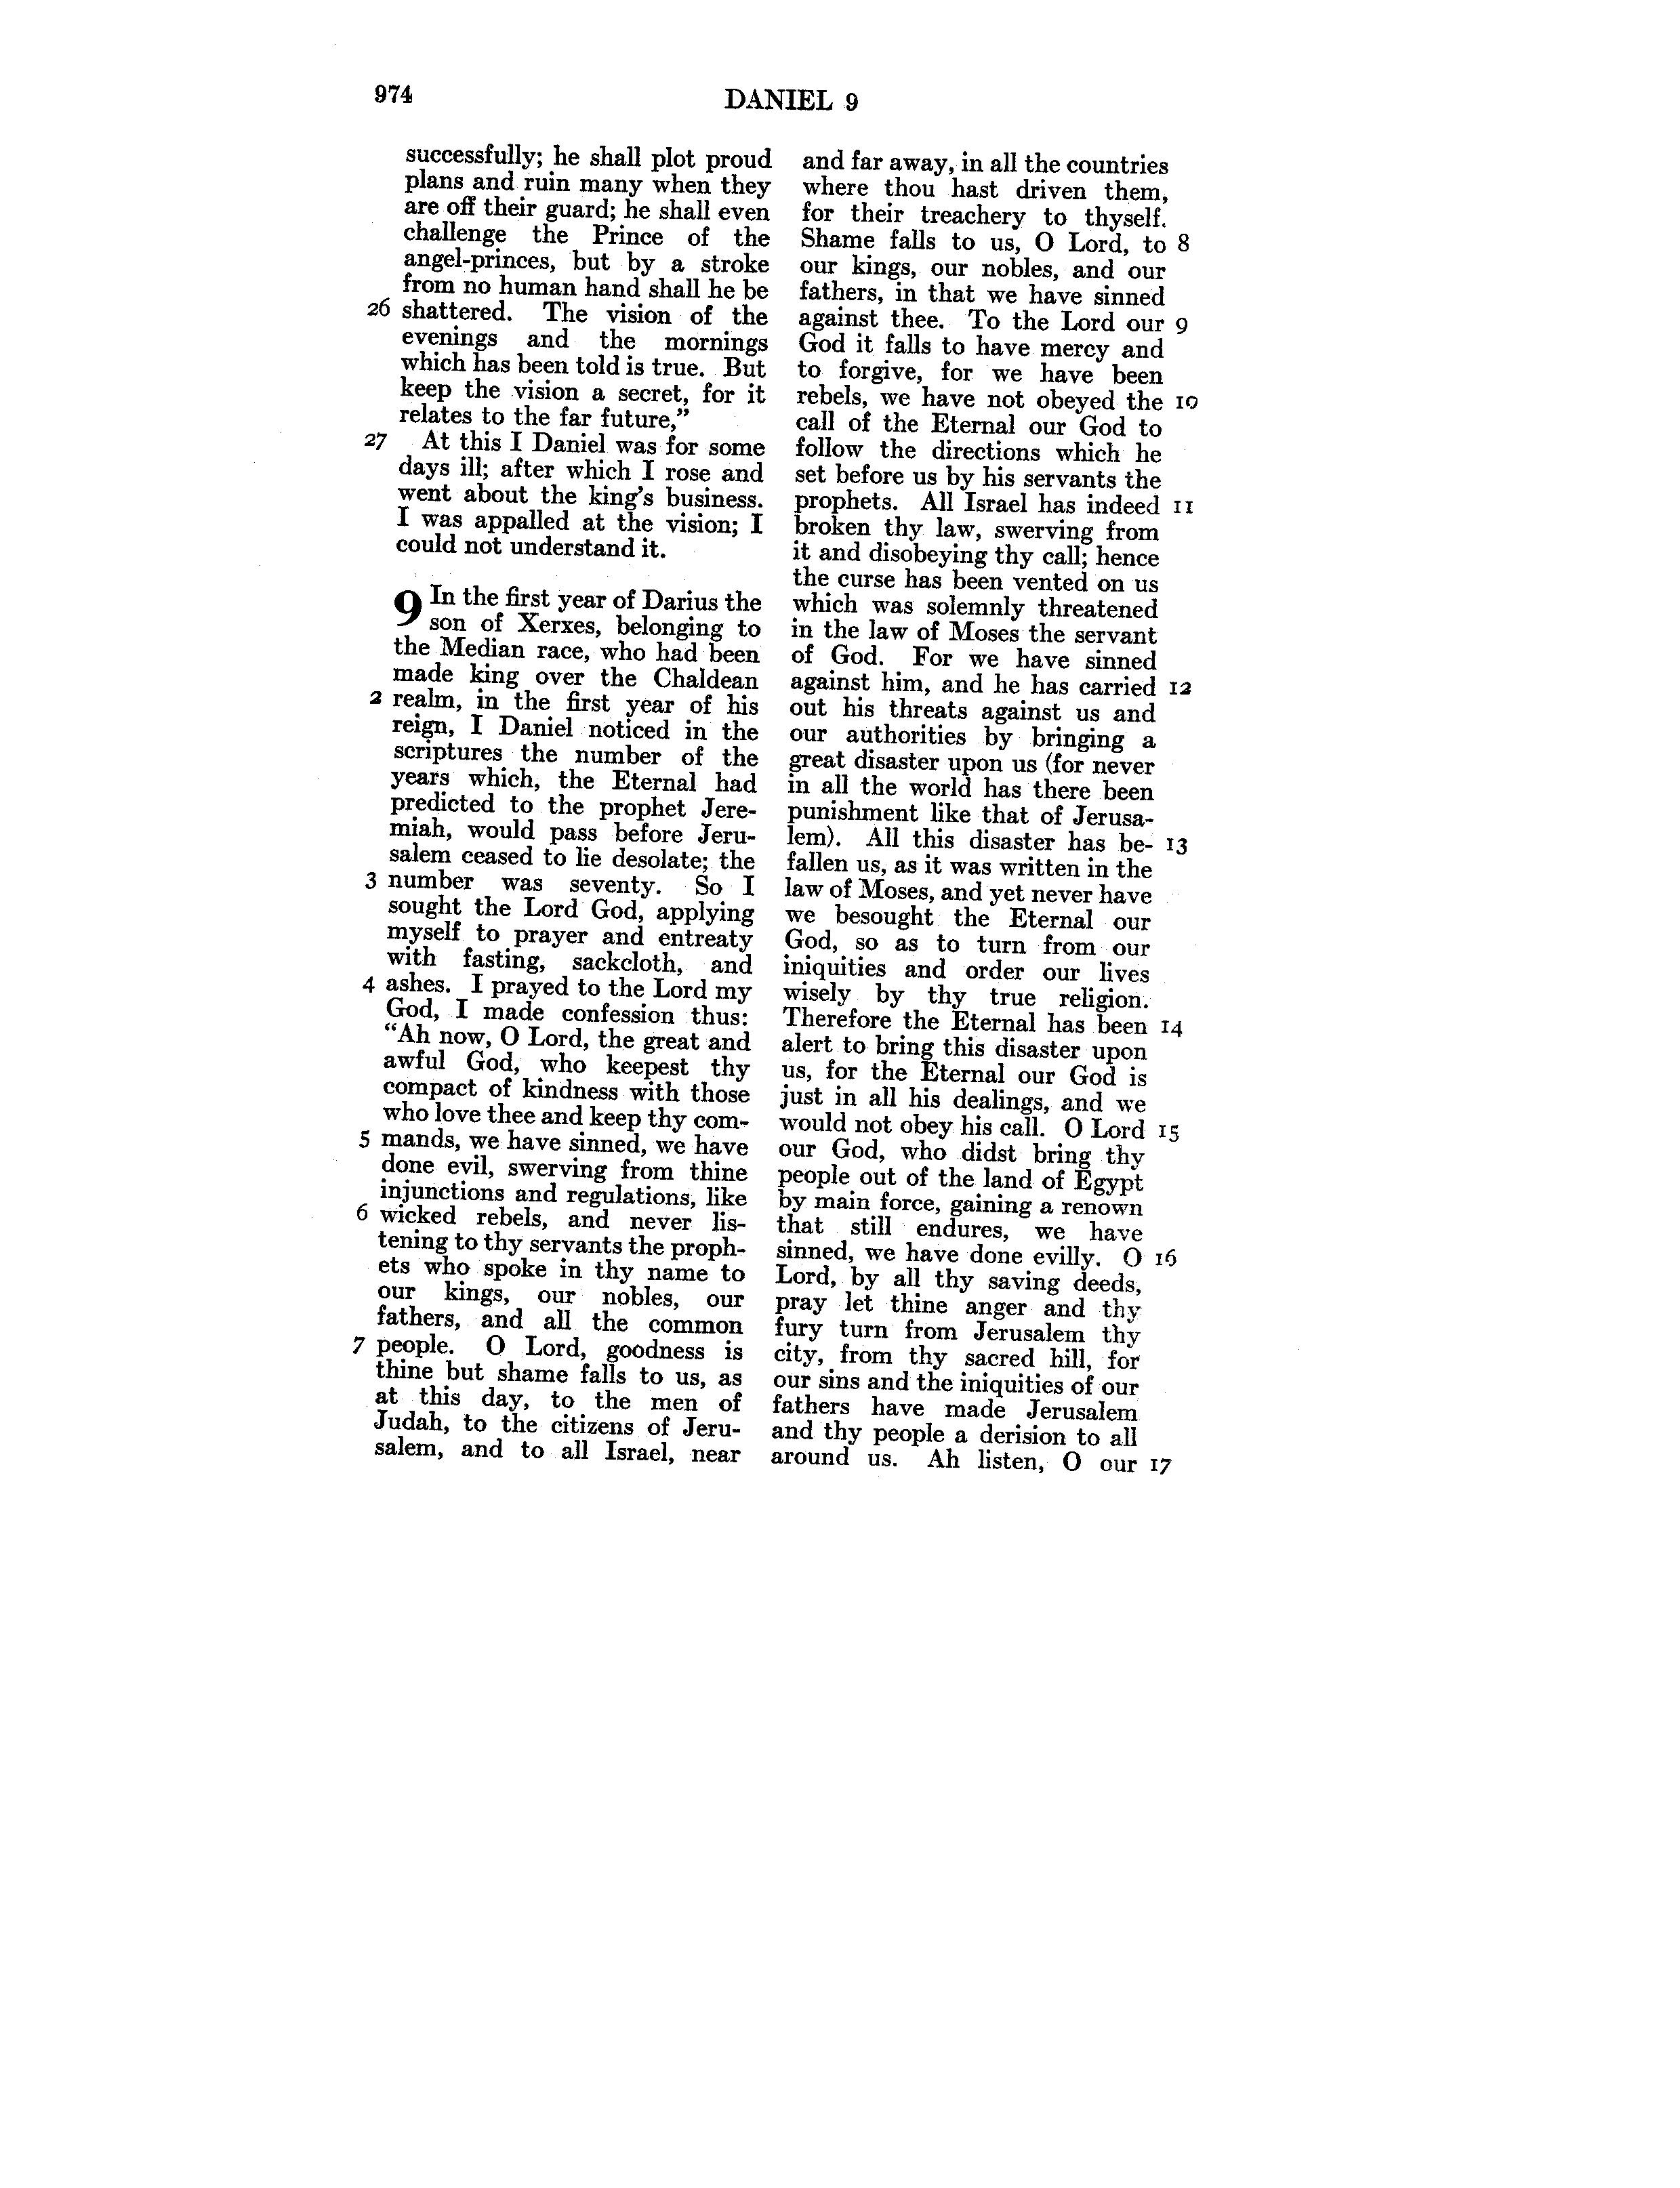 974
DANIEL 9
successfully; he shall plot proud
plans and ruin many when they
are off their guard; he shall even
challenge the Prince of the
angel-princes, but by a stroke
from no human hand shall he be
26 shattered. The vision of the
evenings and the mornings
which has been told is true. But
keep the vision a secret, for it
relates to the far future,”
27 At this I Daniel was for some
days ill; after which I rose and
went about the king’s business.
I was appalled at the vision; I
could not understand it.
9 In the first year of Darius the
son of Xerxes, belonging to
the Median race, who had been
made king over the Chaldean
2 realm, in the first year of his
reign, I Daniel noticed in the
scriptures the number of the
years which, the Eternal had
predicted to the prophet Jere-
miah, would pass before Jeru-
salem ceased to lie desolate; the
3 number was seventy. So I
sought the Lord God, applying
myself to prayer and entreaty
with fasting, sackcloth, and
4 ashes. I prayed to the Lord my
God, I made confession thus:
“Ah now, O Lord, the great and
awful God, who keepest thy
compact of kindness with those
who love thee and keep thy com-
5 mands, we have sinned, we have
done evil, swerving from thine
injunctions and regulations, like
6 wicked rebels, and never lis-
tening to thy servants the proph-
ets who spoke in thy name to
our kings, our nobles, our
fathers, and all the common
7 people. O Lord, goodness is
thine but shame falls to us, as
at this day, to the men of
Judah, to the citizens of Jeru-
salem, and to all Israel, near
and far away, in all the countries
where thou hast driven them,
for their treachery to thyself.
Shame falls to us, O Lord, to 8
our kings, our nobles, and our
fathers, in that we have sinned
against thee. To the Lord our 9
God it falls to have mercy and
to forgive, for we have been
rebels, we have not obeyed the 10
call of the Eternal our God to
follow the directions which he
set before us by his servants the
prophets. All Israel has indeed 11
broken thy law, swerving from
it and disobeying thy call; hence
the curse has been vented on us
which was solemnly threatened
in the law of Moses the servant
of God. For we have sinned
against him, and he has carried 12
out his threats against us and
our authorities by bringing a
great disaster upon us (for never
in all the world has there been
punishment like that of Jerusa-
lem). All this disaster has be- 13
fallen us, as it was written in the
law of Moses, and yet never have
we besought the Eternal our
God, so as to turn from our
iniquities and order our lives
wisely by thy true religion.
Therefore the Eternal has been 14
alert to bring this disaster upon
us, for the Eternal our God is
just in all his dealings, and we
would not obey his call. O Lord 15
our God, who didst bring thy
people out of the land of Egypt
by main force, gaining a renown
that still endures, we have
sinned, we have done evilly. O 16
Lord, by all thy saving deeds,
pray let thine anger and thy
fury turn from Jerusalem thy
city, from thy sacred hill, for
our sins and the iniquities of our
fathers have made Jerusalem
and thy people a derision to all
around us. Ah listen, O our 17